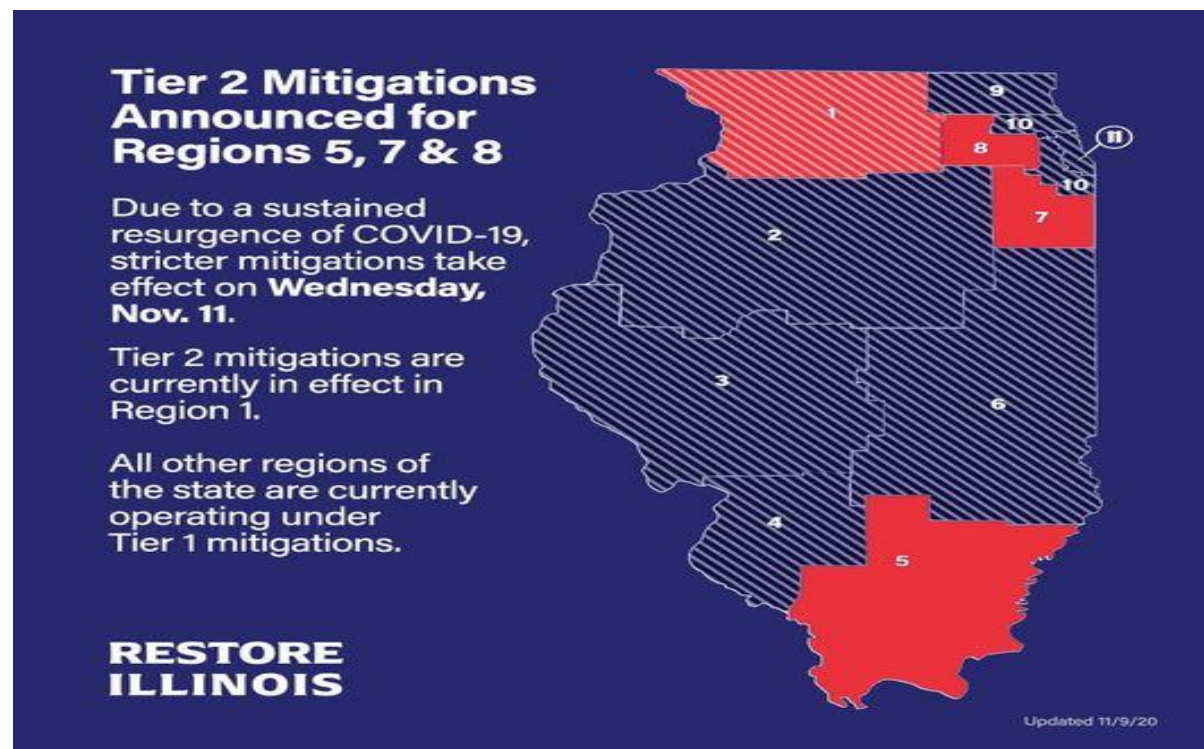 Tier 2 Mitigations
Announced for
Regions 5, 7 & 8
Due to a sustained
resurgence of COVID-19,
stricter mitigations take
effect on Wednesday,
Nov. 11.
Tier 2 mitigations are
currently in effect in
Region 1.
All other regions of
the state are currently
operating under
Tier 1 mitigations.
RESTORE
ILLINOIS
1
9
10
11
8
10
7
2
3
6
4
5
Updated 11/9/20